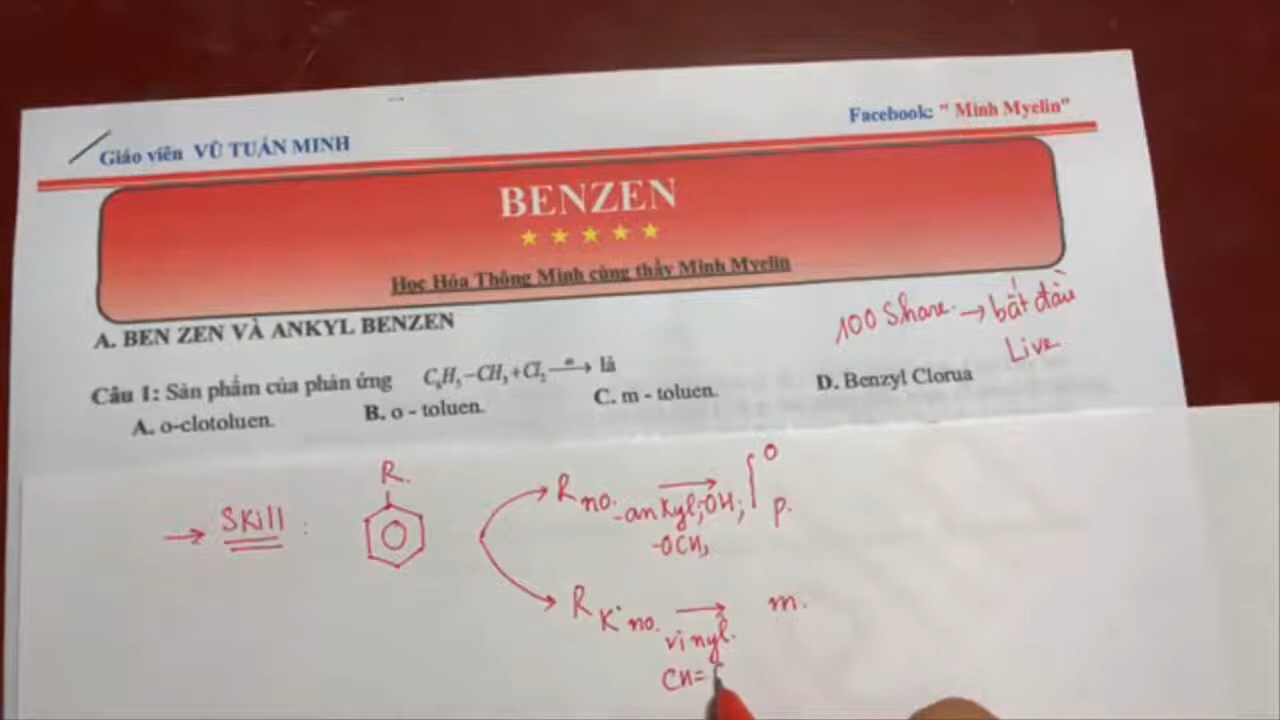 Giáo viên VŨ TUẤN MINH
Facebook: " Minh Myelin"
BENZEN
Học Hóa Thông Minh cùng thầy Minh Myelin
A. BEN ZEN VÀ ANKYL BENZEN
100 Share → bắt đầu
Live
Câu 1: Sản phẩm của phản ứng C₆H₅−CH₃+Cl₂ → là
A. o-clotoluen. B. o - toluen. C. m - toluen. D. Benzyl Clorua
→ Skill :
R.
R no. → o
-ankyl, OH, p.
-OCH₃
R K' no. → m.
vinyl.
CH=